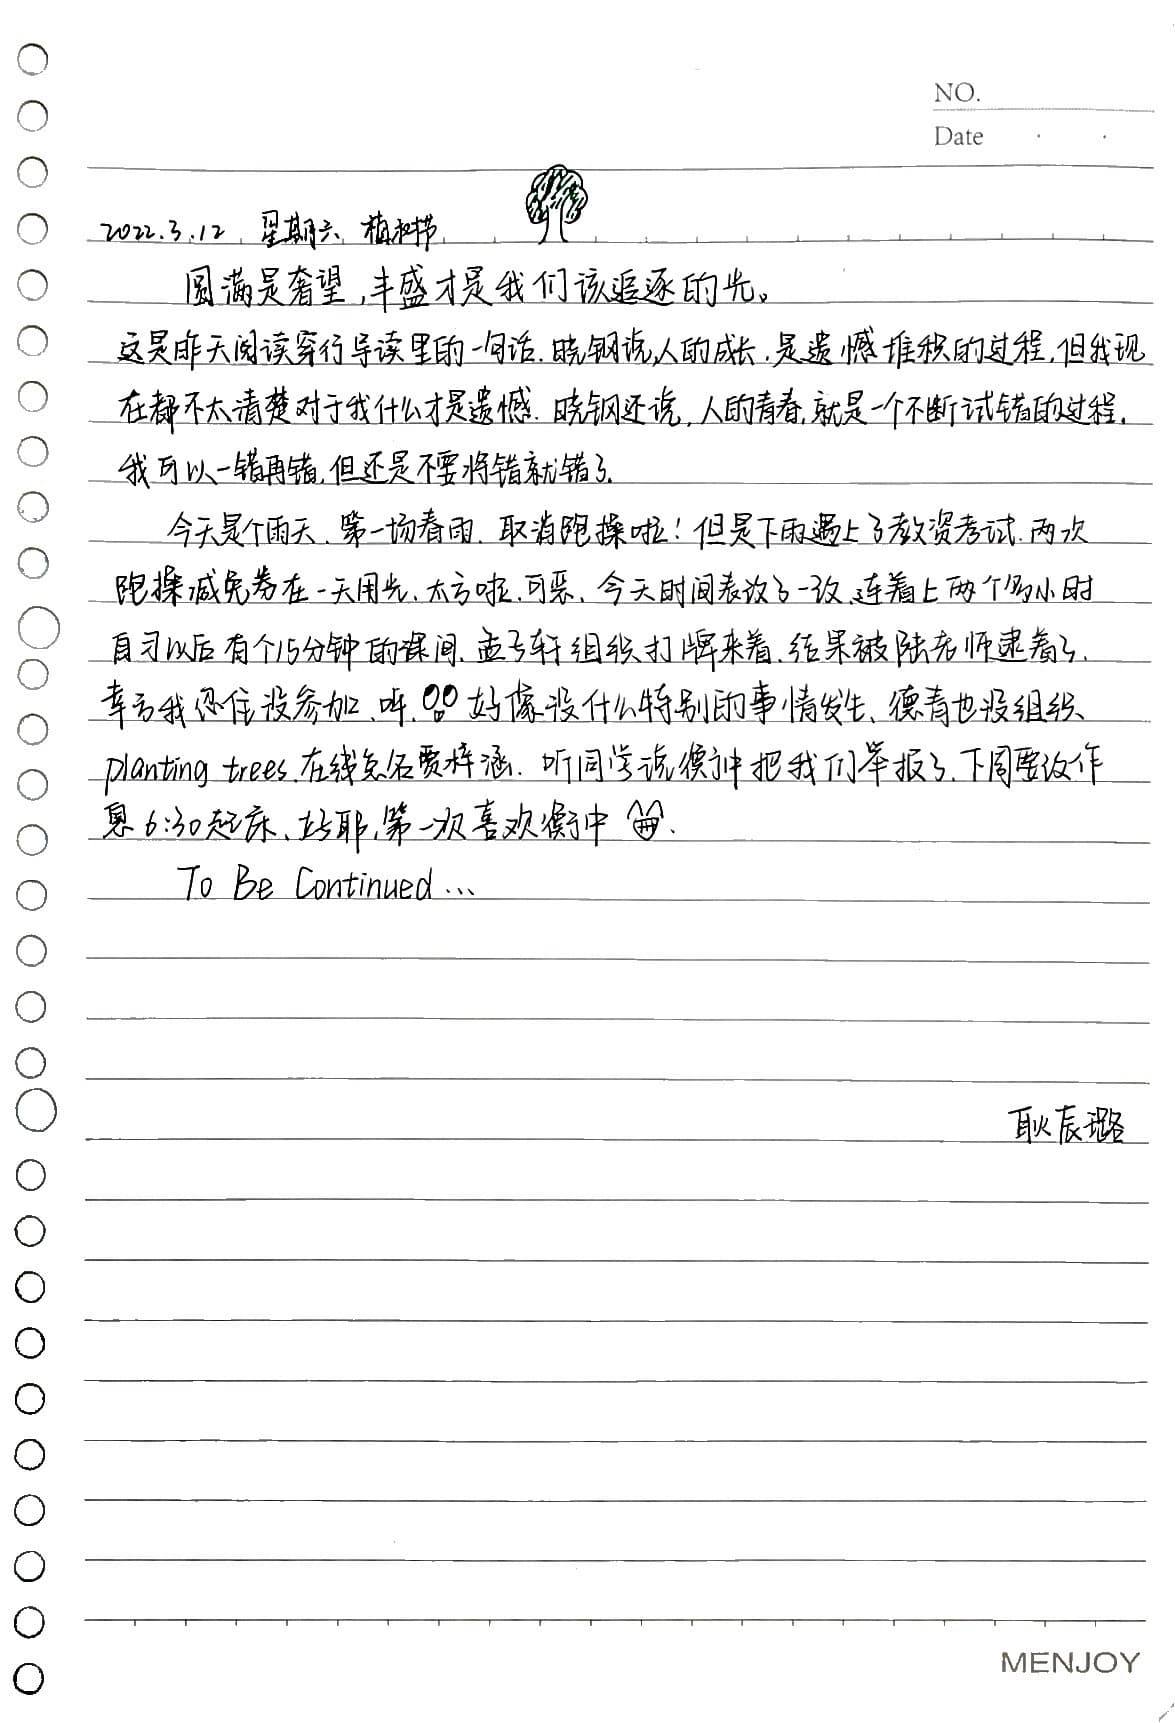 NO.
Date
2022.3.12. 星期六. 植树节
圆满是奢望,丰盛才是我们该追逐的光。
这是昨天阅读穿行导读里的一句话.晓钢说,人的成长.是遗憾堆积的过程.但我现
在都不太清楚对于我什么才是遗憾.晓钢还说,人的青春,就是一个不断试错的过程.
我可以一错再错.但还是不要将错就错了.
今天是个雨天.第一场春雨.取消跑操啦!但是下雨遇上了教资考试.两次
跑操减免券在一天用光.太亏啦.可恶.今天时间表改了一改.连着上两个多小时
自习以后有个15分钟的课间.孟子轩组织打牌来着.结果被陆老师逮着了.
幸亏我忍住没参加.呼.好像没什么特别的事情发生.德育也没组织
planting trees.在线点名贾梓涵.听同学说衡中把我们举报了.下周要改作
息6:30起床.好耶.第一次喜欢衡中
To Be Continued...
耿辰璐
MENJOY